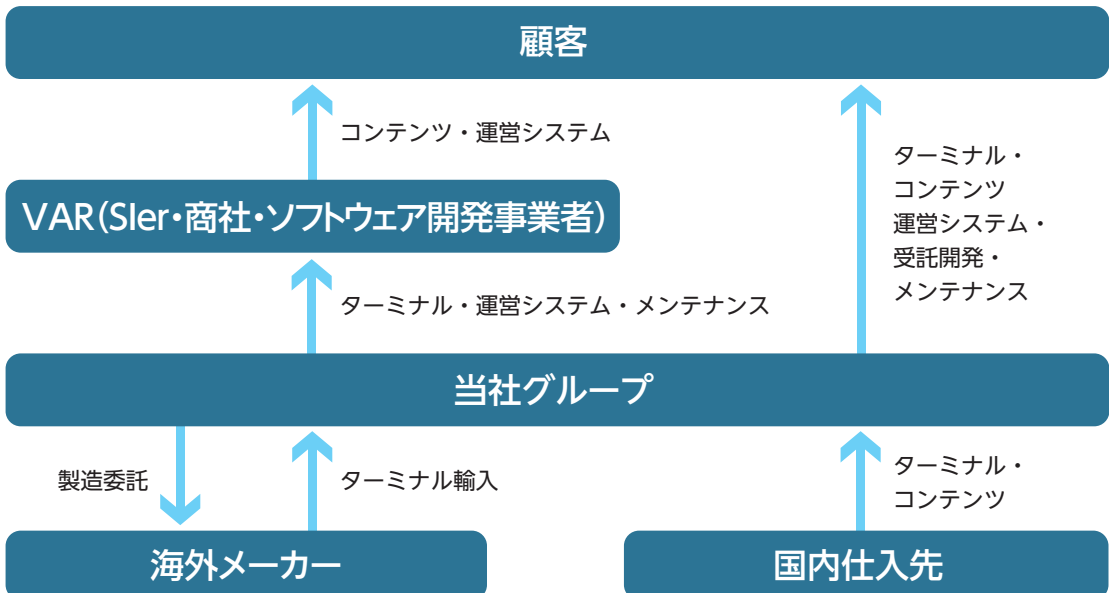 顧客
コンテンツ・運営システム
ターミナル・
コンテンツ
運営システム・
受託開発・
メンテナンス
VAR(SIer・商社・ソフトウェア開発事業者)
ターミナル・運営システム・メンテナンス
当社グループ
製造委託
ターミナル輸入
ターミナル・
コンテンツ
海外メーカー
国内仕入先